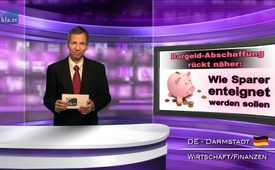 kla.tv
Bargeld-Abschaffung
rückt näher:
Wie Sparer
enteignet
werden sollen
DE - DARMSTADT
WIRTSCHAFT/FINANZEN